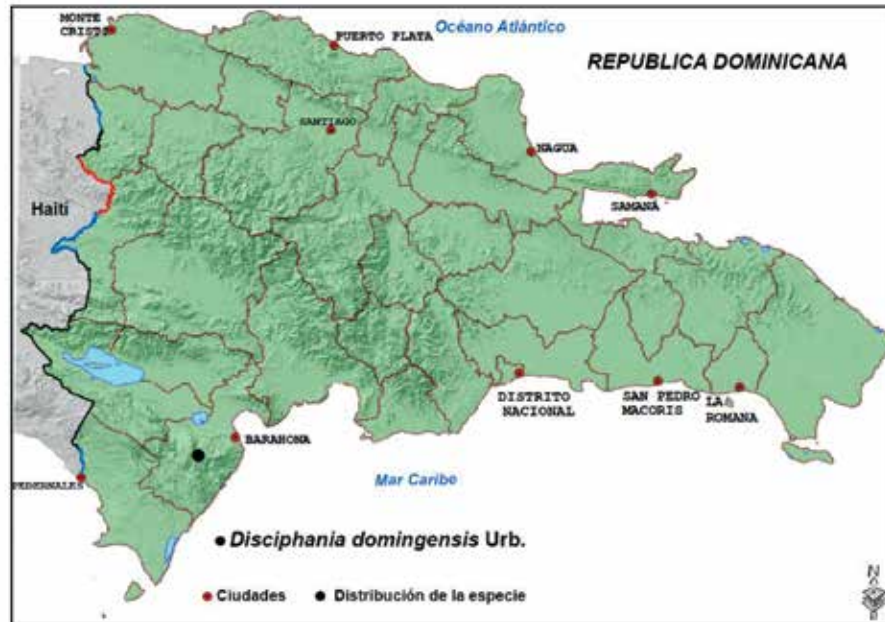 MONTE
CRISTI
PUERTO PLATA
Océano Atlántico
REPUBLICA DOMINICANA
SANTIAGO
NAGUA
SAMANÁ
Haití
DISTRITO
NACIONAL
SAN PEDRO
MACORIS
LA
ROMANA
BARAHONA
PEDERNALES
Mar Caribe
Disciphania domingensis Urb.
Ciudades
Distribución de la especie
N